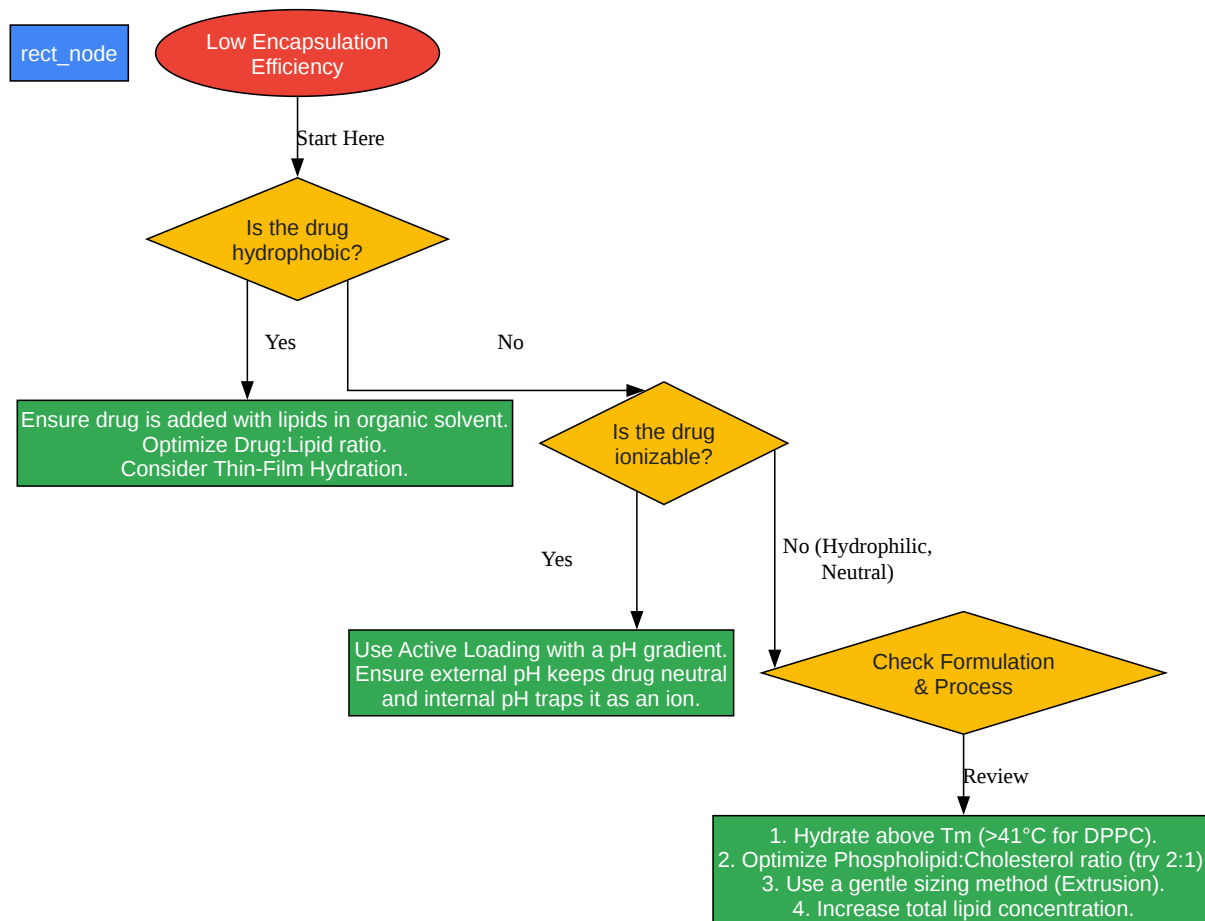 rect_node
Low Encapsulation
Efficiency
Start Here
Is the drug
hydrophobic?
Yes
No
Ensure drug is added with lipids in organic solvent.
Optimize Drug:Lipid ratio.
Consider Thin-Film Hydration.
Is the drug
ionizable?
Yes
No (Hydrophilic,
Neutral)
Use Active Loading with a pH gradient.
Ensure external pH keeps drug neutral
and internal pH traps it as an ion.
Check Formulation
& Process
Review
1. Hydrate above Tm (>41°C for DPPC).
2. Optimize Phospholipid:Cholesterol ratio (try 2:1)
3. Use a gentle sizing method (Extrusion).
4. Increase total lipid concentration.